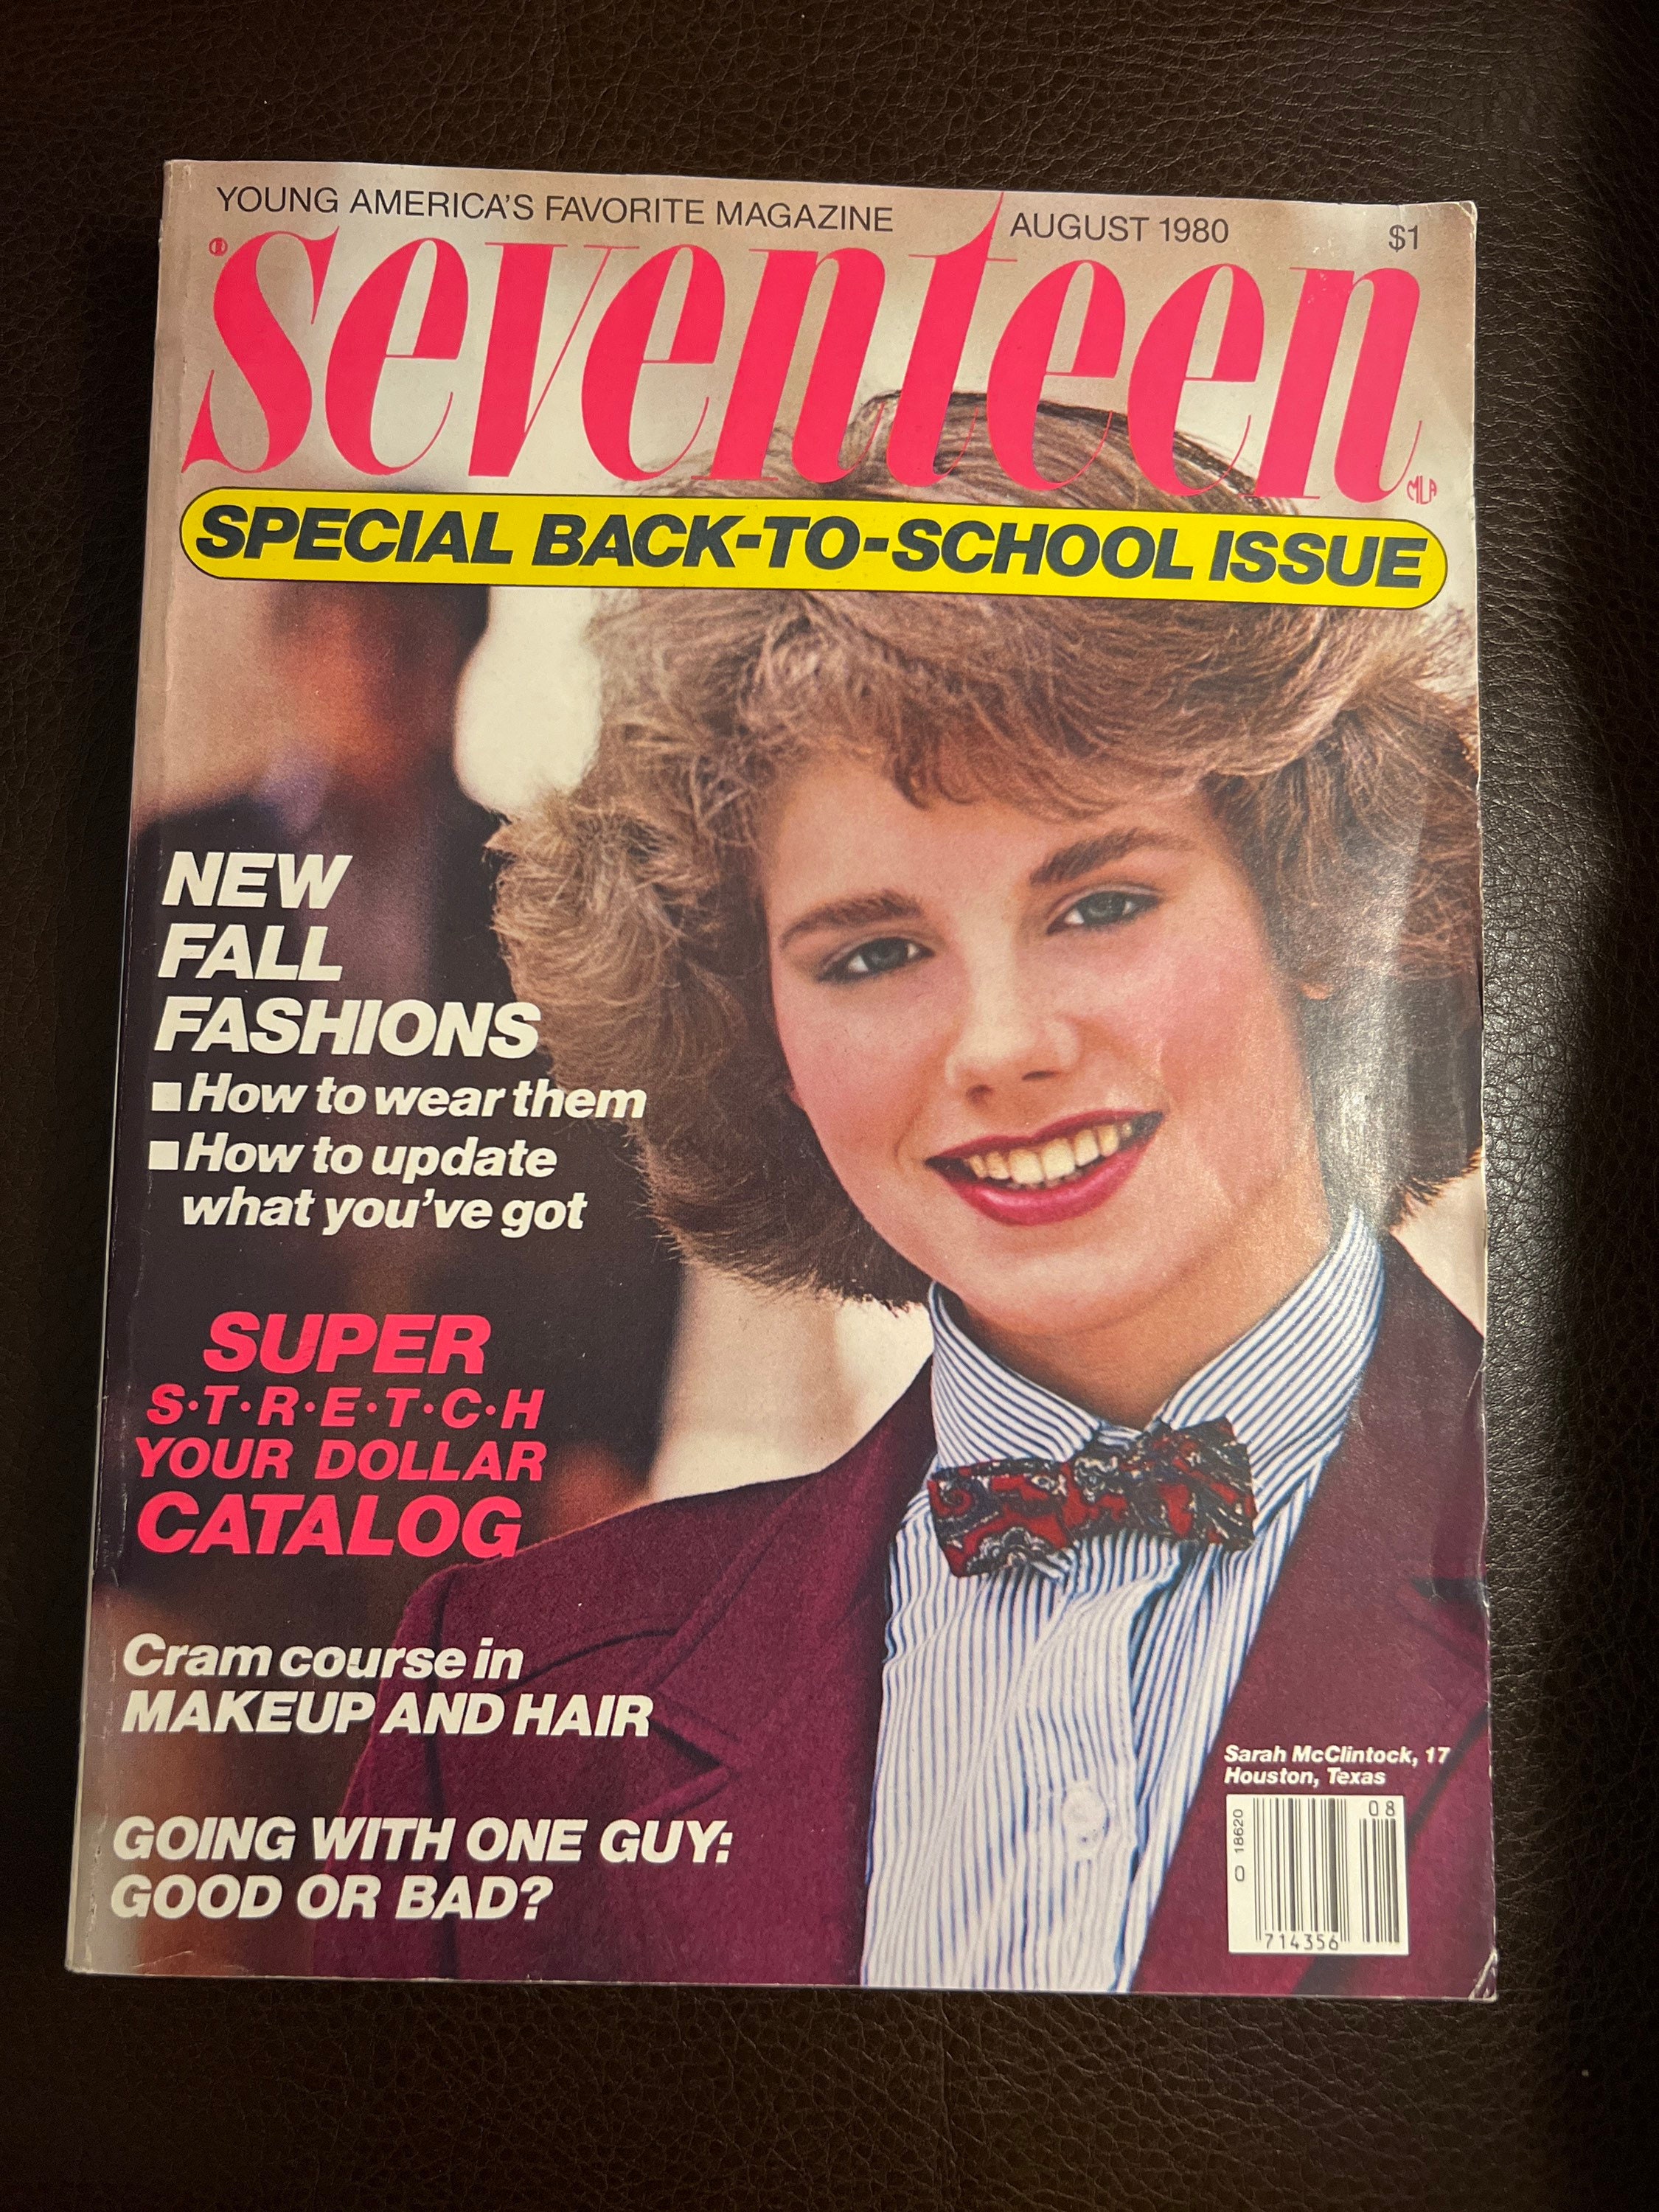 YOUNG AMERICA'S FAVORITE MAGAZINE AUGUST 1980 $1
seventeen
MLA
SPECIAL BACK-TO-SCHOOL ISSUE
NEW
FALL
FASHIONS
■ How to wear them
■ How to update
what you've got
SUPER
S·T·R·E·T·C·H
YOUR DOLLAR
CATALOG
Cram course in
MAKEUP AND HAIR
GOING WITH ONE GUY:
GOOD OR BAD?
Sarah McClintock, 17
Houston, Texas
08
0 18620
714356